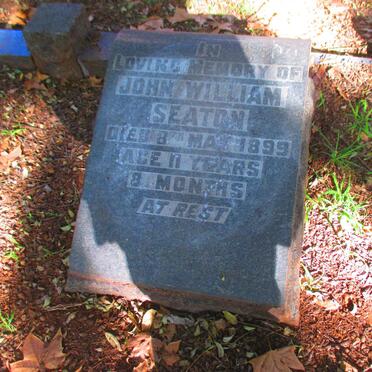 IN
LOVING MEMORY OF
JOHN WILLIAM
SEATON
DIED 8TH MAY 1899
AGE 11 YEARS
8 MONTHS
AT REST